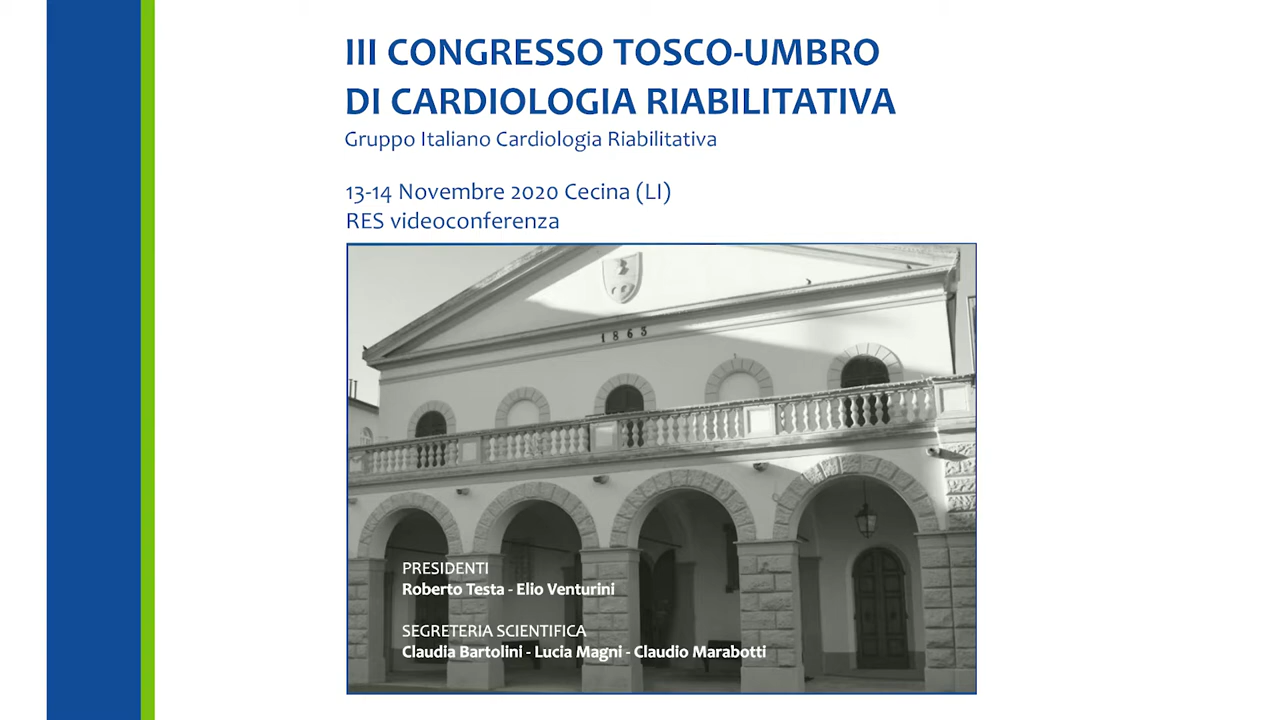 III CONGRESSO TOSCO-UMBRO
DI CARDIOLOGIA RIABILITATIVA
Gruppo Italiano Cardiologia Riabilitativa
13-14 Novembre 2020 Cecina (LI)
RES videoconferenza
1863
PRESIDENTI
Roberto Testa - Elio Venturini
SEGRETERIA SCIENTIFICA
Claudia Bartolini - Lucia Magni - Claudio Marabotti